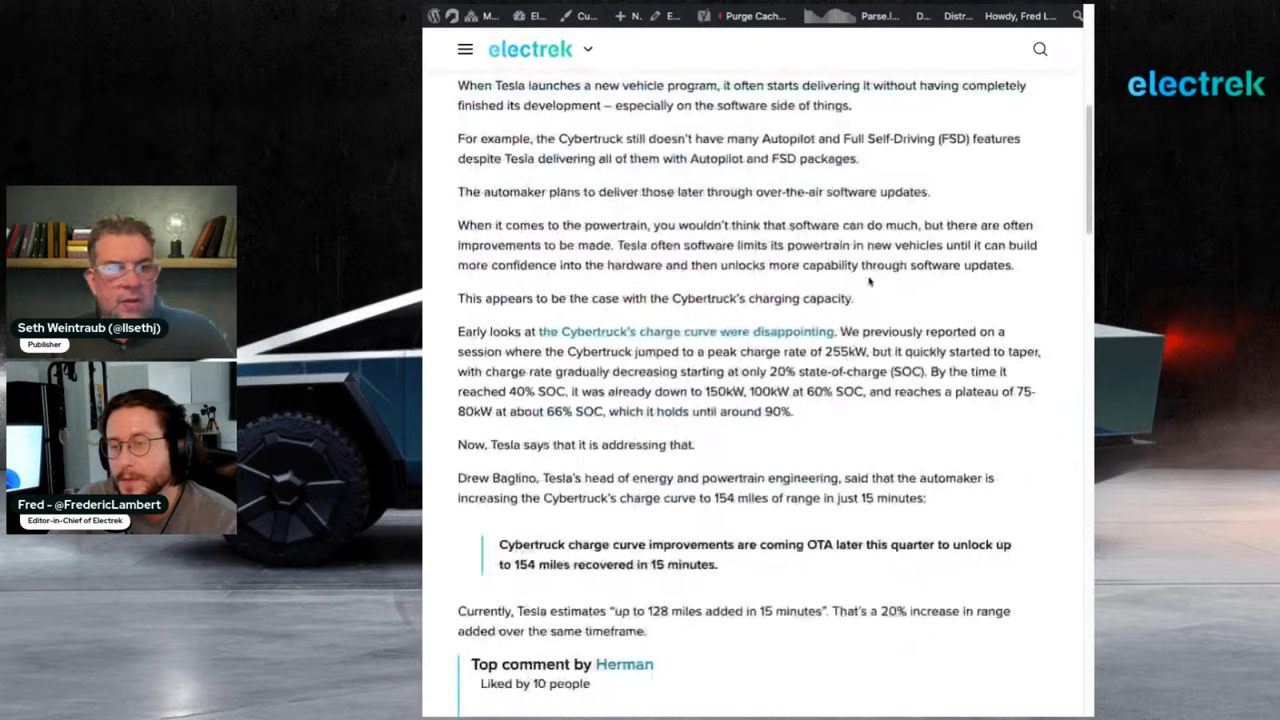 M...
El...
Cu...
N.
E...
Purge Cach...
Parse.l...
D...
Distr...
Howdy, Fred L...
electrek
electrek
When Tesla launches a new vehicle program, it often starts delivering it without having completely
finished its development – especially on the software side of things.
For example, the Cybertruck still doesn't have many Autopilot and Full Self-Driving (FSD) features
despite Tesla delivering all of them with Autopilot and FSD packages.
The automaker plans to deliver those later through over-the-air software updates.
When it comes to the powertrain, you wouldn't think that software can do much, but there are often
improvements to be made. Tesla often software limits its powertrain in new vehicles until it can build
more confidence into the hardware and then unlocks more capability through software updates.
This appears to be the case with the Cybertruck's charging capacity.
Early looks at the Cybertruck's charge curve were disappointing. We previously reported on a
session where the Cybertruck jumped to a peak charge rate of 255kW, but it quickly started to taper,
with charge rate gradually decreasing starting at only 20% state-of-charge (SOC). By the time it
reached 40% SOC, it was already down to 150kW, 100kW at 60% SOC, and reaches a plateau of 75-
80kW at about 66% SOC, which it holds until around 90%.
Now, Tesla says that it is addressing that.
Drew Baglino, Tesla's head of energy and powertrain engineering, said that the automaker is
increasing the Cybertruck's charge curve to 154 miles of range in just 15 minutes:
Cybertruck charge curve improvements are coming OTA later this quarter to unlock up
to 154 miles recovered in 15 minutes.
Currently, Tesla estimates "up to 128 miles added in 15 minutes". That's a 20% increase in range
added over the same timeframe.
Top comment by Herman
Liked by 10 people
Seth Weintraub (@llsethj)
Publisher
Fred - @FredericLambert
Editor-in-Chief of Electrek